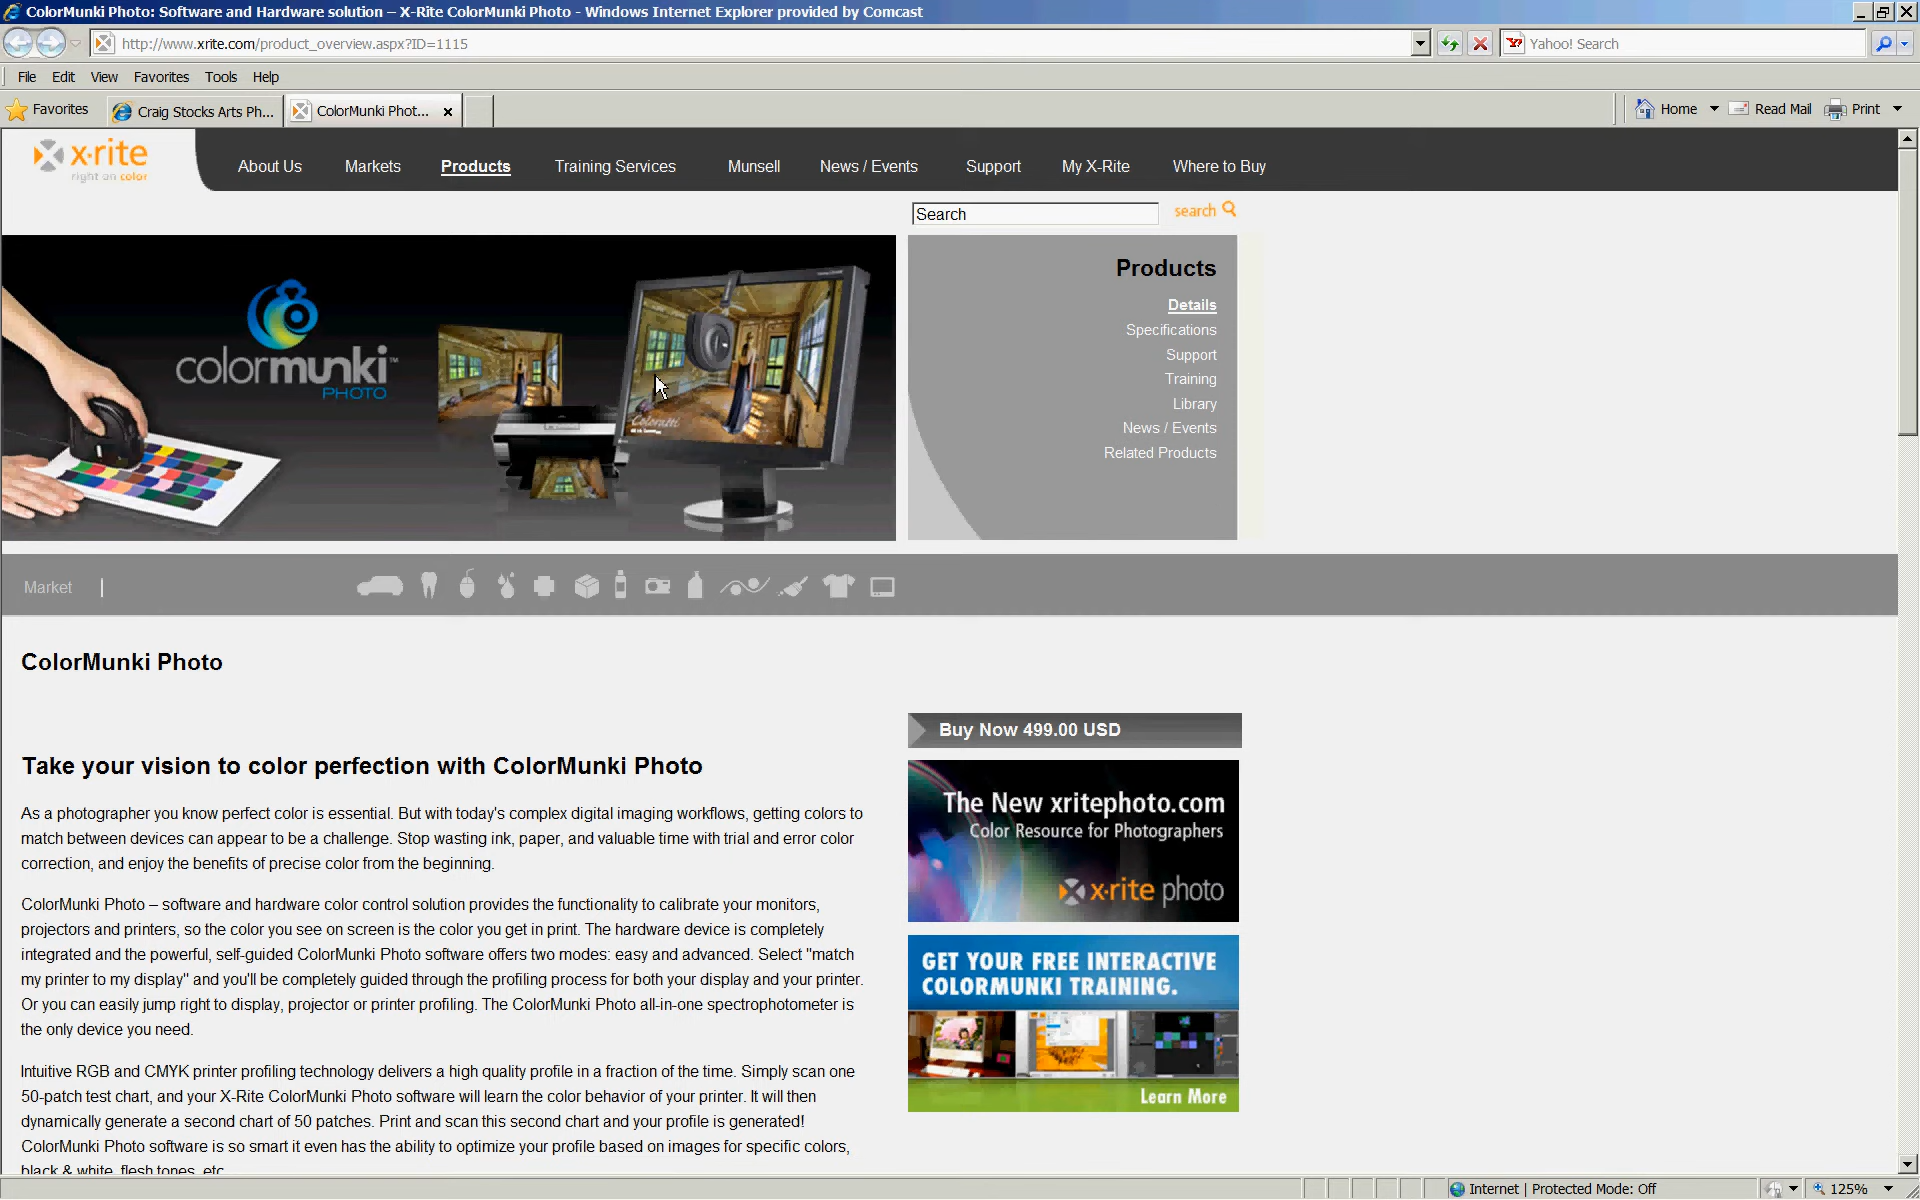 ColorMunki Photo: Software and Hardware solution – X-Rite ColorMunki Photo - Windows Internet Explorer provided by Comcast
http://www.xrite.com/product_overview.aspx?ID=1115
Yahoo! Search
File Edit View Favorites Tools Help
Favorites
Craig Stocks Arts Ph...
ColorMunki Phot...
Home
Read Mail
Print
x·rite
right on color
About Us Markets Products Training Services Munsell News / Events Support My X-Rite Where to Buy
Search
search
colormunki™
PHOTO
Products
Details
Specifications
Support
Training
Library
News / Events
Related Products
Market
ColorMunki Photo
Take your vision to color perfection with ColorMunki Photo
As a photographer you know perfect color is essential. But with today's complex digital imaging workflows, getting colors to
match between devices can appear to be a challenge. Stop wasting ink, paper, and valuable time with trial and error color
correction, and enjoy the benefits of precise color from the beginning.
ColorMunki Photo – software and hardware color control solution provides the functionality to calibrate your monitors,
projectors and printers, so the color you see on screen is the color you get in print. The hardware device is completely
integrated and the powerful, self-guided ColorMunki Photo software offers two modes: easy and advanced. Select "match
my printer to my display" and you'll be completely guided through the profiling process for both your display and your printer.
Or you can easily jump right to display, projector or printer profiling. The ColorMunki Photo all-in-one spectrophotometer is
the only device you need.
Intuitive RGB and CMYK printer profiling technology delivers a high quality profile in a fraction of the time. Simply scan one
50-patch test chart, and your X-Rite ColorMunki Photo software will learn the color behavior of your printer. It will then
dynamically generate a second chart of 50 patches. Print and scan this second chart and your profile is generated!
ColorMunki Photo software is so smart it even has the ability to optimize your profile based on images for specific colors,
black & white, flesh tones, etc.
Buy Now 499.00 USD
The New xritephoto.com
Color Resource for Photographers
x·rite photo
GET YOUR FREE INTERACTIVE
COLORMUNKI TRAINING.
Learn More
Internet | Protected Mode: Off
125%